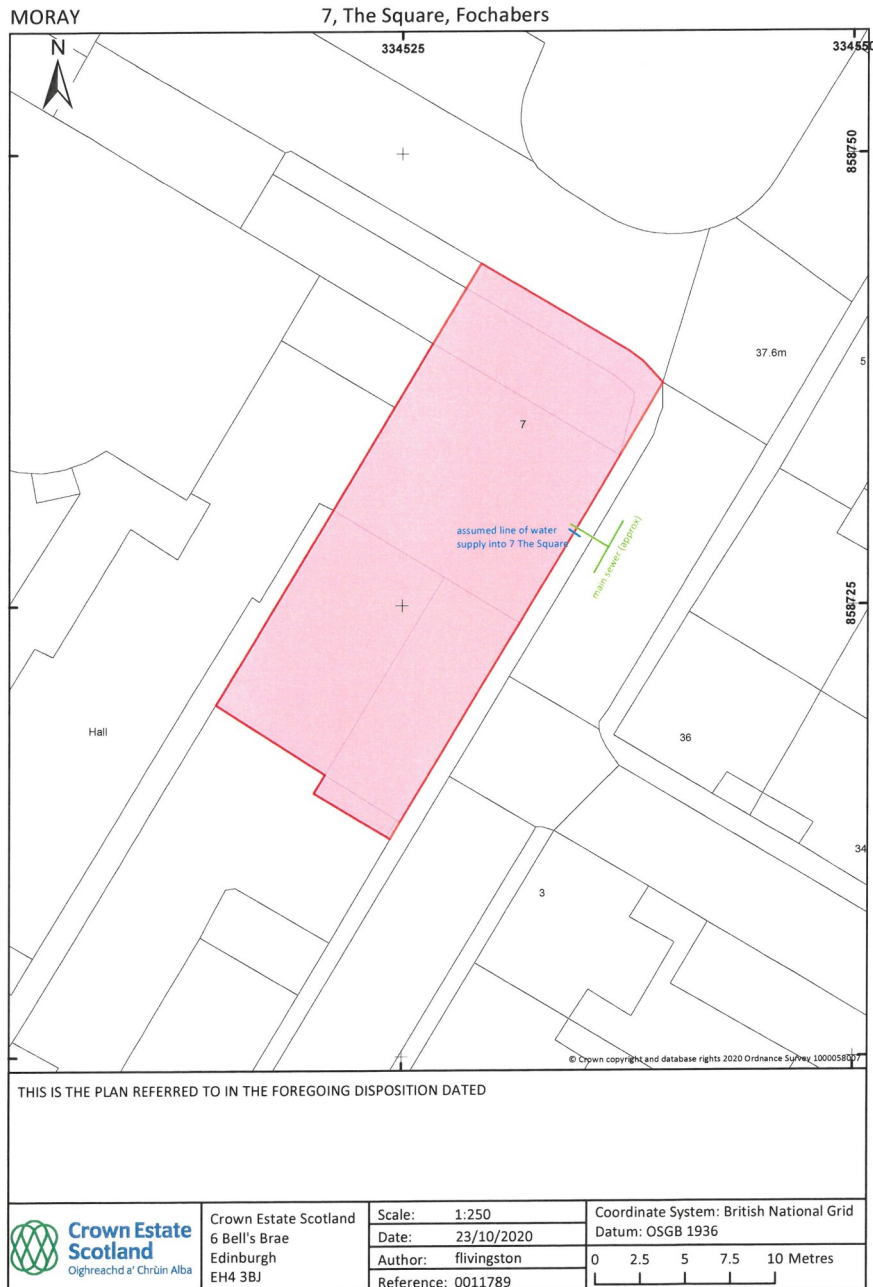 MORAY
7, The Square, Fochabers
N
334525
334550
858750
37.6m
5
7
assumed line of water
supply into 7 The Square
main sewer (approx)
858725
Hall
36
34
3
© Crown copyright and database rights 2020 Ordnance Survey 1000058007
THIS IS THE PLAN REFERRED TO IN THE FOREGOING DISPOSITION DATED
Crown Estate
Scotland
Oighreachd a' Chrùin Alba
Crown Estate Scotland
6 Bell's Brae
Edinburgh
EH4 3BJ
Scale: 1:250
Date: 23/10/2020
Author: flivingston
Reference: 0011789
Coordinate System: British National Grid
Datum: OSGB 1936
0 2.5 5 7.5 10 Metres